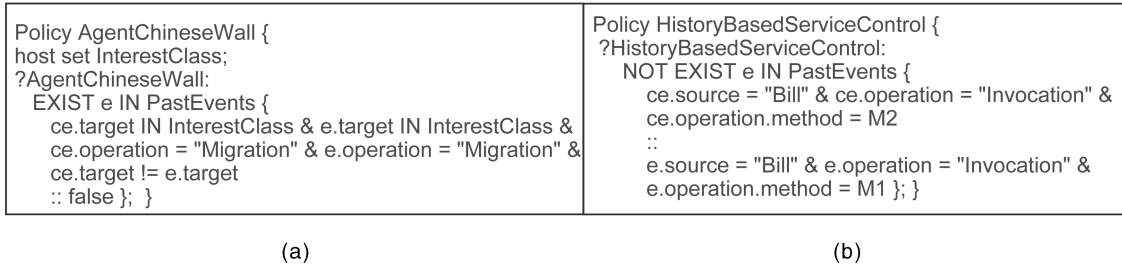 Policy AgentChineseWall {
host set InterestClass;
?AgentChineseWall:
EXIST e IN PastEvents {
ce.target IN InterestClass & e.target IN InterestClass &
ce.operation = "Migration" & e.operation = "Migration" &
ce.target != e.target
:: false }; }
Policy HistoryBasedServiceControl {
?HistoryBasedServiceControl:
NOT EXIST e IN PastEvents {
ce.source = "Bill" & ce.operation = "Invocation" &
ce.operation.method = M2
::
e.source = "Bill" & e.operation = "Invocation" &
e.operation.method = M1 }; }
(a)
(b)